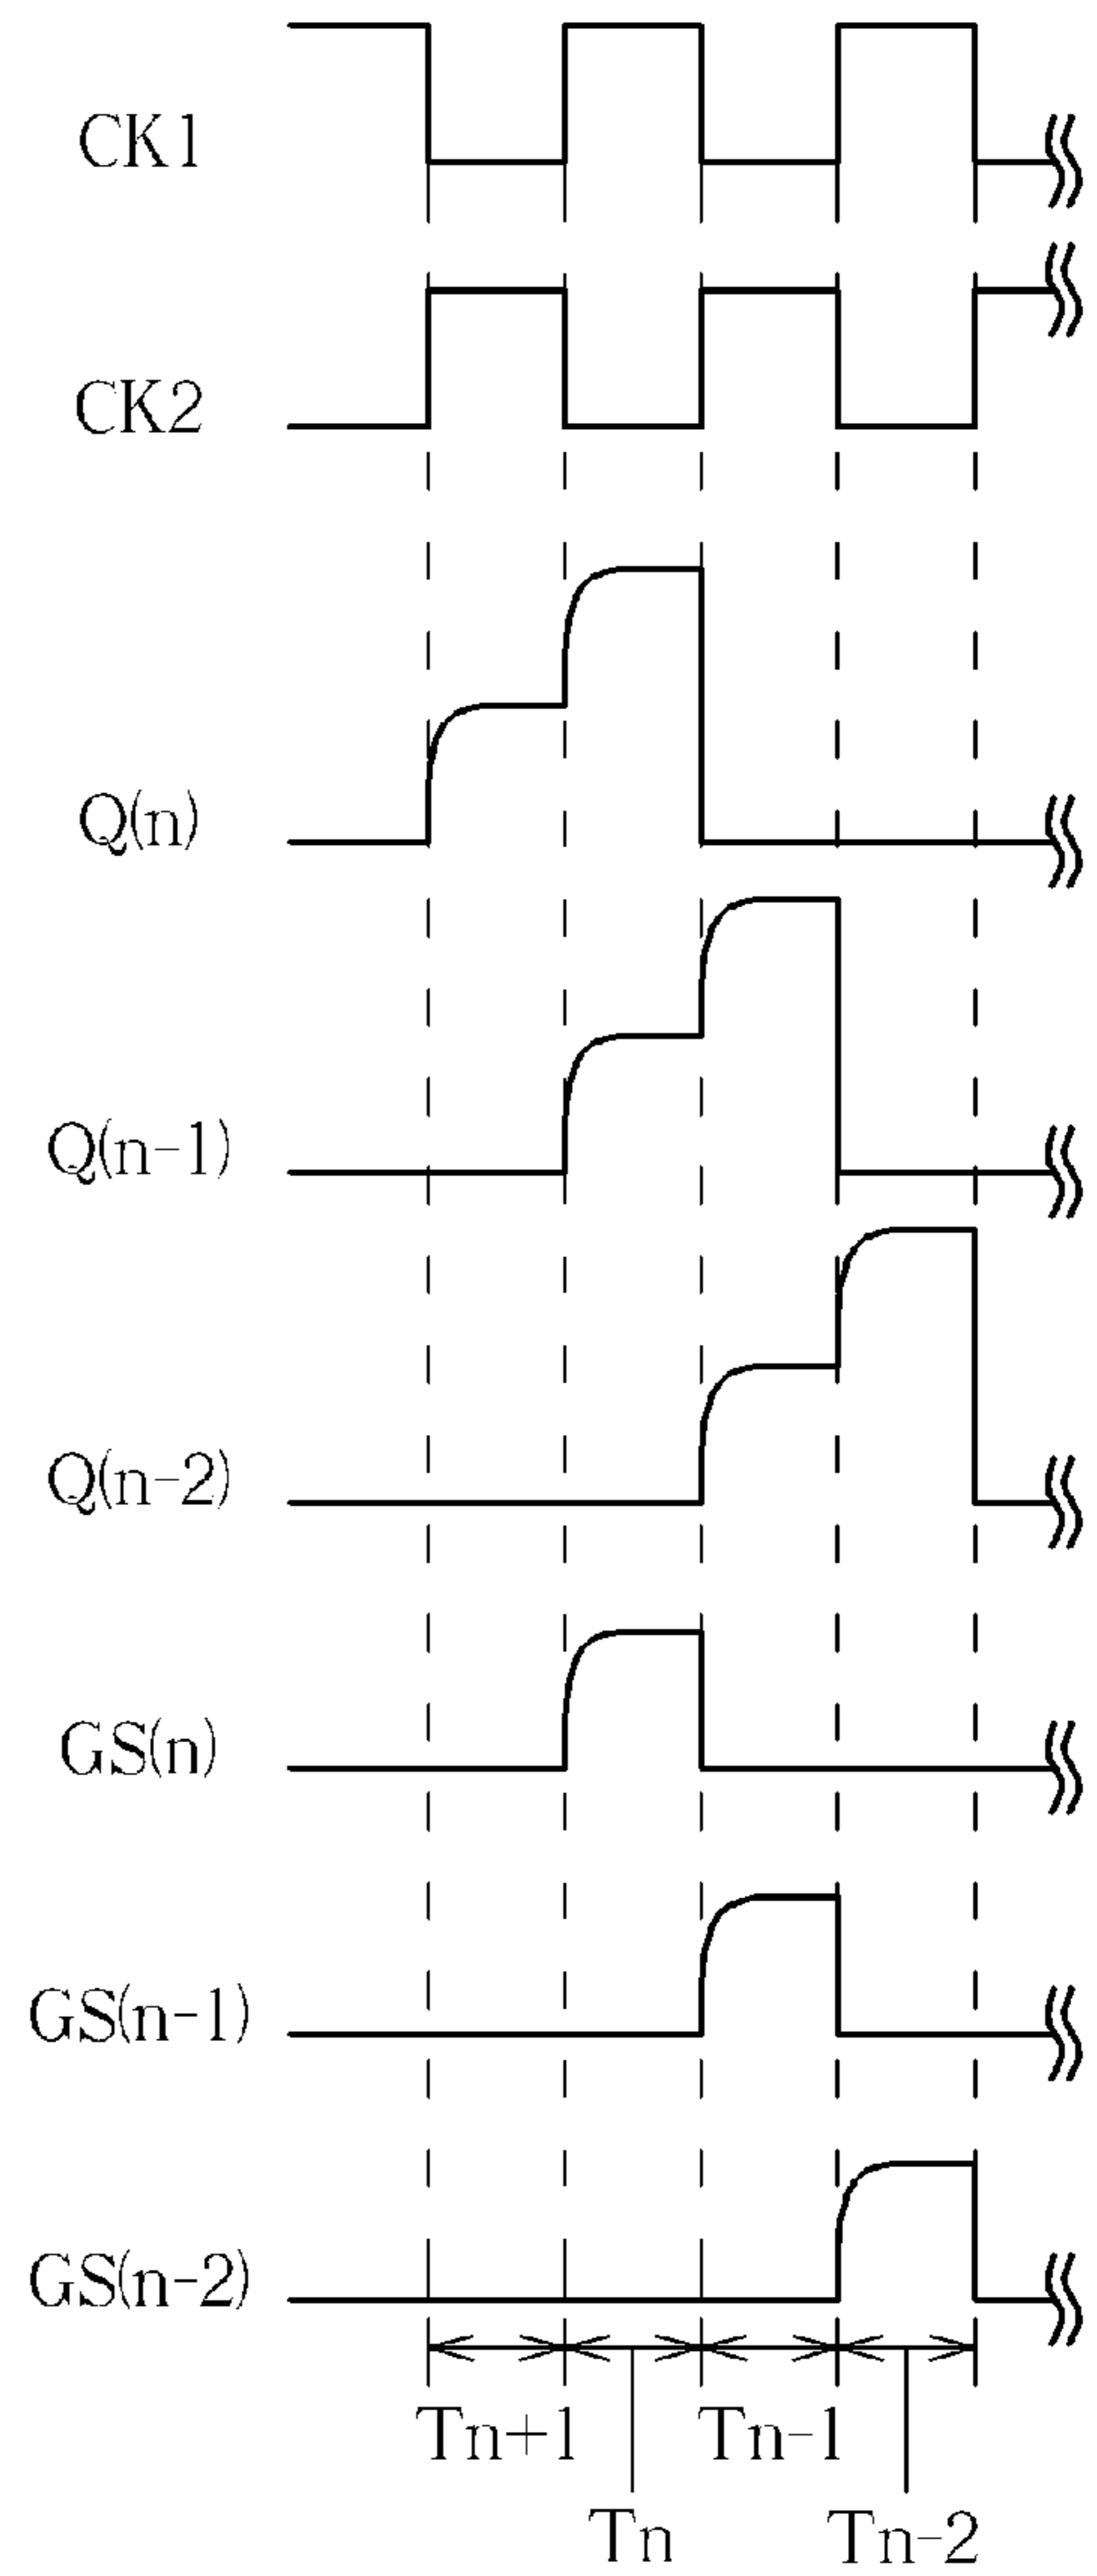 CK1
CK2
Q(n)
Q(n-1)
Q(n-2)
GS(n)
GS(n-1)
GS(n-2)
Tn+1
Tn-1
Tn
Tn-2